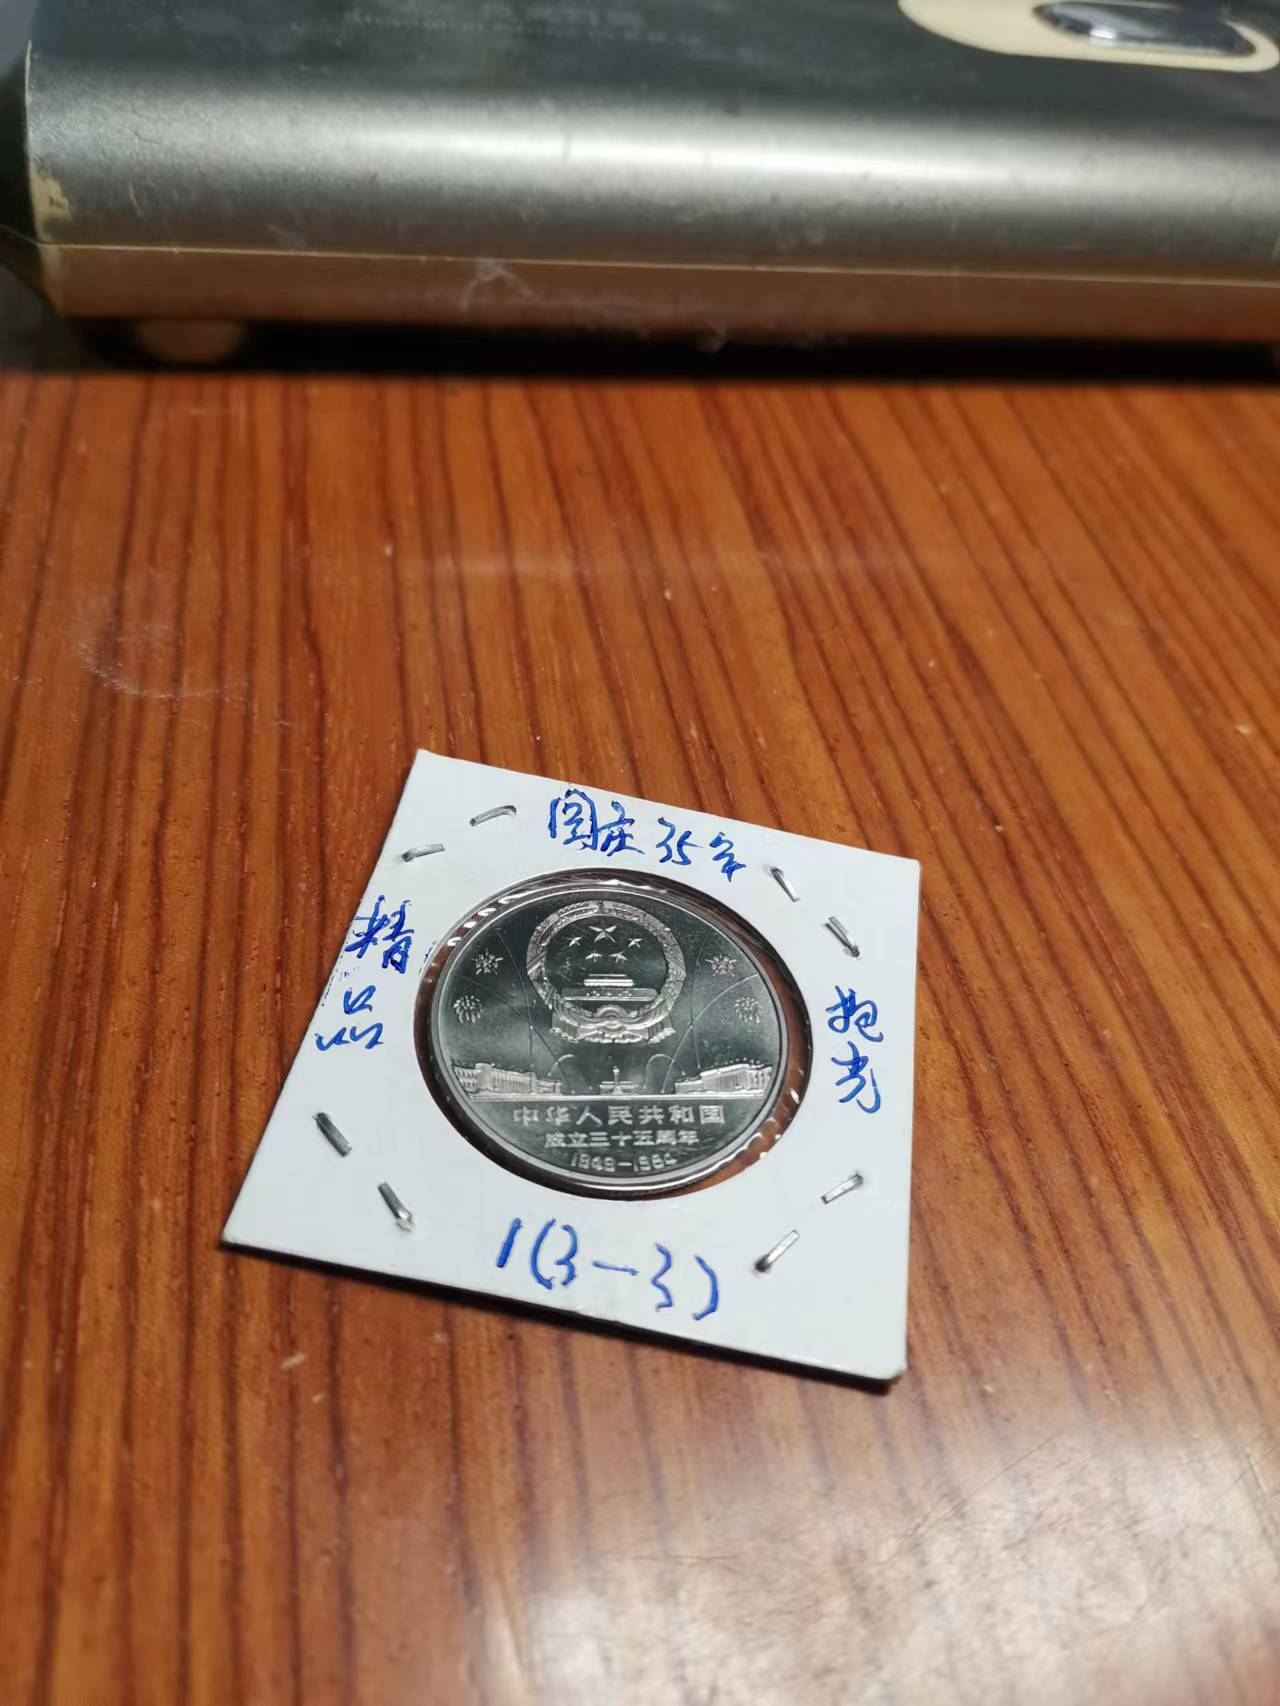 国庆35年
精品
抛光
中华人民共和国
成立三十五周年
1949-1984
1(3-3)